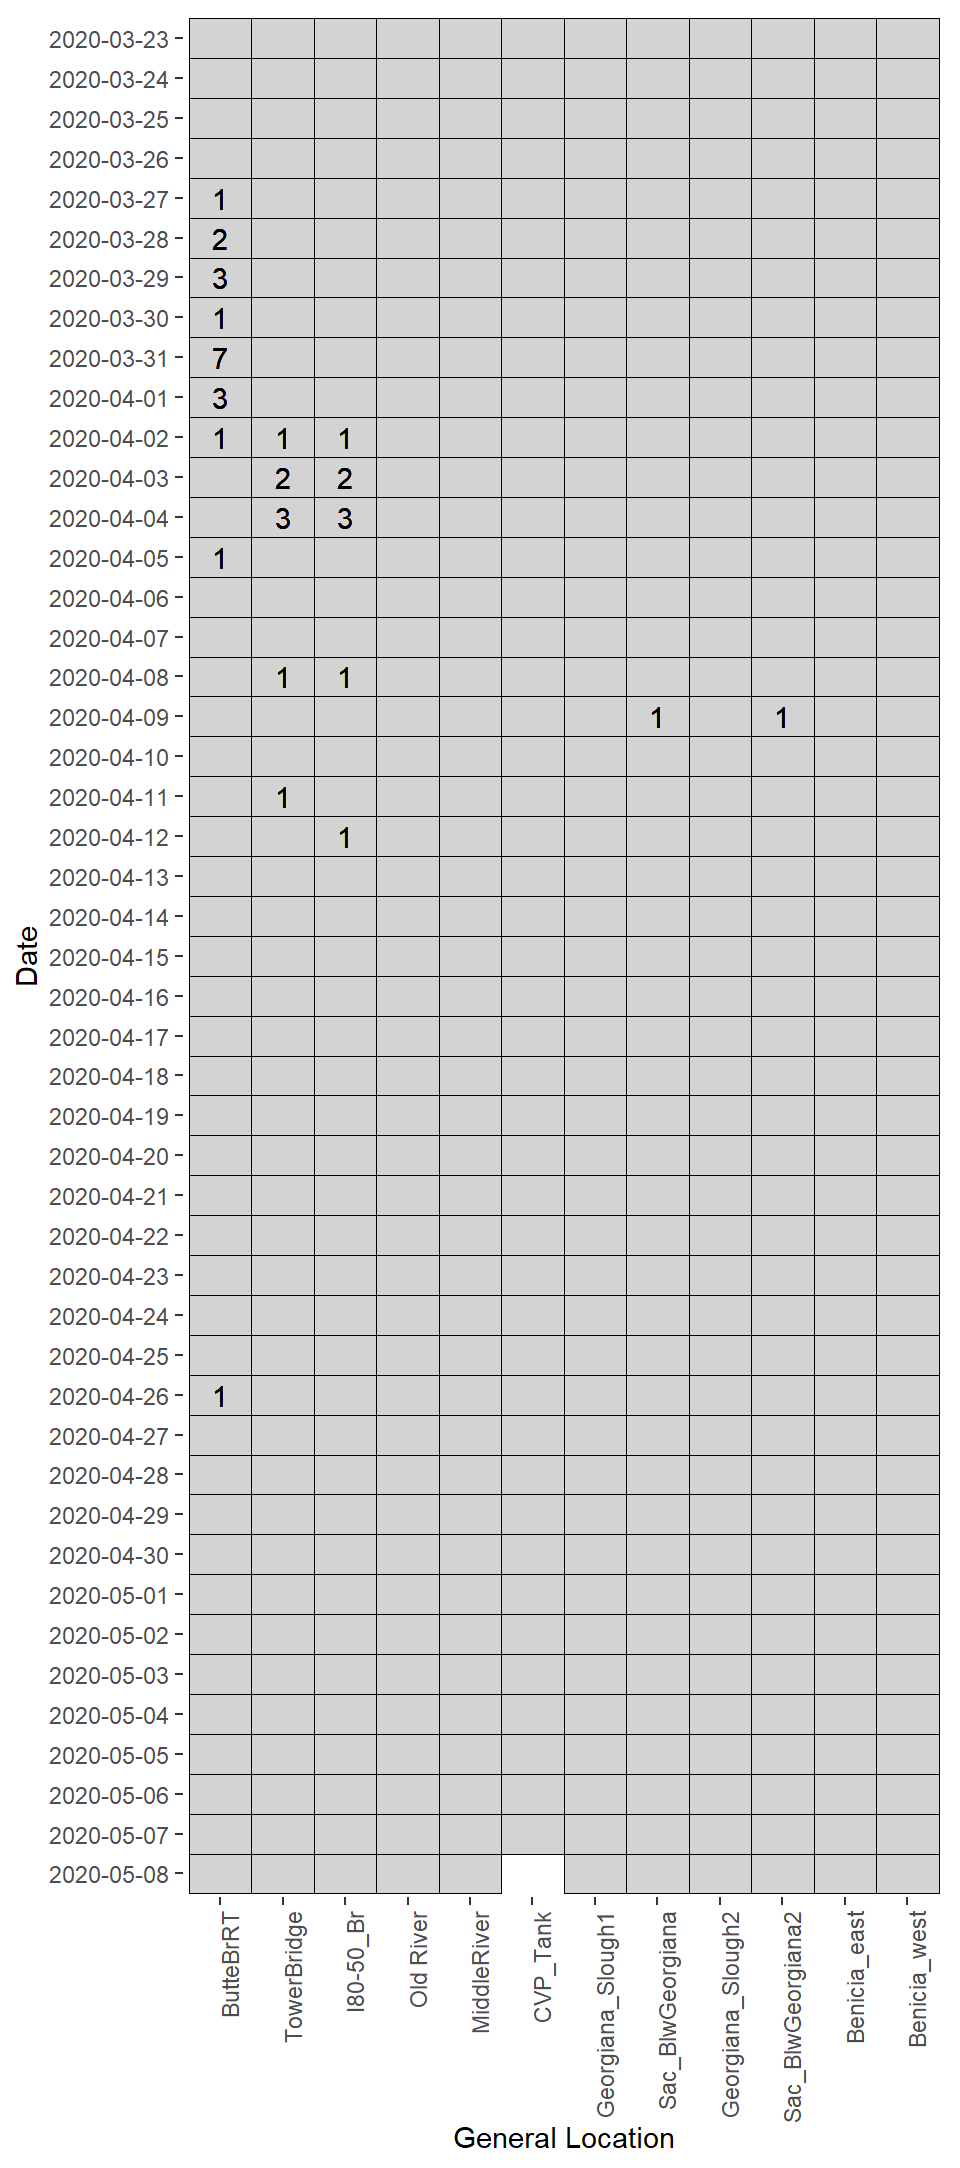 2020-03-23
2020-03-24
2020-03-25
2020-03-26
2020-03-27 1
2020-03-28 2
2020-03-29 3
2020-03-30 1
2020-03-31 7
2020-04-01 3
2020-04-02 1 1 1
2020-04-03 2 2
2020-04-04 3 3
2020-04-05 1
2020-04-06
2020-04-07
2020-04-08 1 1
2020-04-09 1 1
2020-04-10
2020-04-11 1
2020-04-12 1
2020-04-13
2020-04-14
2020-04-15
2020-04-16
2020-04-17
2020-04-18
2020-04-19
2020-04-20
2020-04-21
2020-04-22
2020-04-23
2020-04-24
2020-04-25
2020-04-26 1
2020-04-27
2020-04-28
2020-04-29
2020-04-30
2020-05-01
2020-05-02
2020-05-03
2020-05-04
2020-05-05
2020-05-06
2020-05-07
2020-05-08
Date
ButteBrRT
TowerBridge
I80-50_Br
Old River
MiddleRiver
CVP_Tank
Georgiana_Slough1
Sac_BlwGeorgiana
Georgiana_Slough2
Sac_BlwGeorgiana2
Benicia_east
Benicia_west
General Location